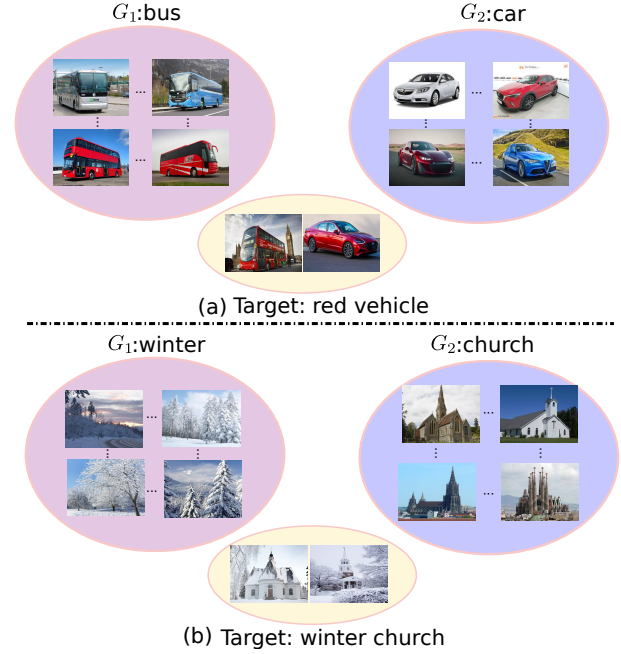 G₁:bus
G₂:car
... ...
... ...
(a) Target: red vehicle
G₁:winter
G₂:church
... ...
... ...
(b) Target: winter church